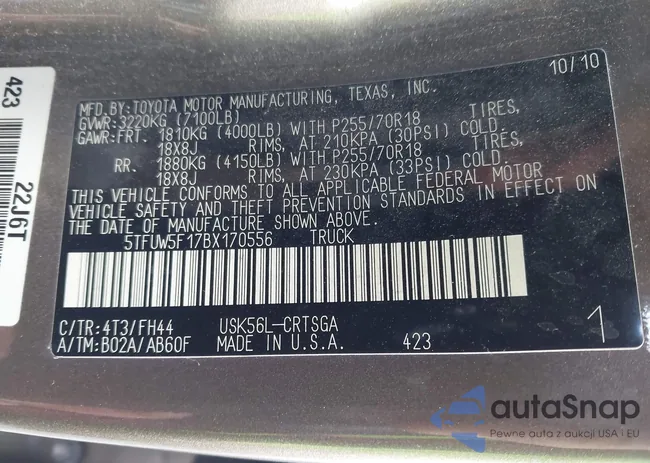 10/10
MFD.BY:TOYOTA MOTOR MANUFACTURING, TEXAS, INC.
GVWR:3220KG (7100LB)
GAWR:FRT. 1810KG (4000LB) WITH P255/70R18 TIRES,
18X8J RIMS, AT 210KPA (30PSI) COLD.
RR. 1880KG (4150LB) WITH P255/70R18 TIRES,
18X8J RIMS, AT 230KPA (33PSI) COLD.
THIS VEHICLE CONFORMS TO ALL APPLICABLE FEDERAL MOTOR
VEHICLE SAFETY AND THEFT PREVENTION STANDARDS IN EFFECT ON
THE DATE OF MANUFACTURE SHOWN ABOVE.
5TFUW5F17BX170556 TRUCK
C/TR:4T3/FH44 USK56L-CRTSGA
A/TM:B02A/AB60F MADE IN U.S.A. 423
1
423
22J6T
autaSnap
Pewne auta z aukcji USA i EU